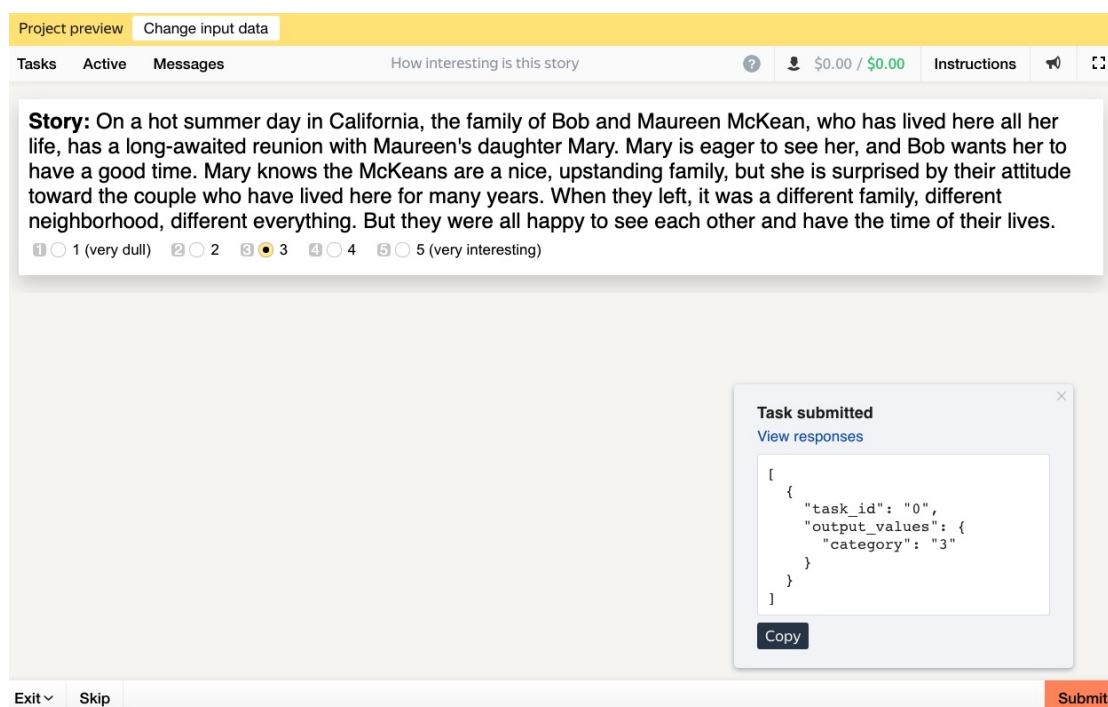 Project preview Change input data
Tasks Active Messages How interesting is this story ? $0.00 / $0.00 Instructions
Story: On a hot summer day in California, the family of Bob and Maureen McKean, who has lived here all her
life, has a long-awaited reunion with Maureen's daughter Mary. Mary is eager to see her, and Bob wants her to
have a good time. Mary knows the McKeans are a nice, upstanding family, but she is surprised by their attitude
toward the couple who have lived here for many years. When they left, it was a different family, different
neighborhood, different everything. But they were all happy to see each other and have the time of their lives.
1 1 (very dull) 2 2 3 3 4 4 5 5 (very interesting)
Task submitted
View responses
[
{
"task_id": "0",
"output_values": {
"category": "3"
}
}
]
Copy
Exit Skip Submit